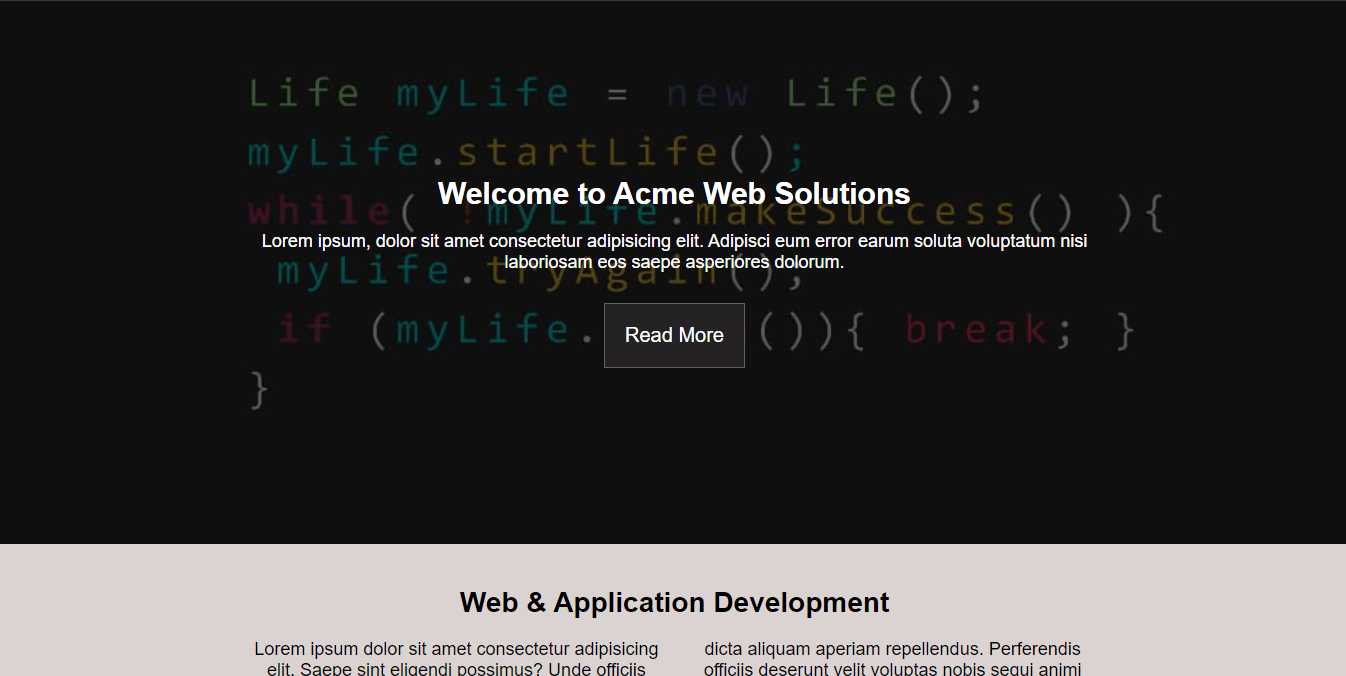 Life myLife = new Life();
myLife.startLife();
Welcome to Acme Web Solutions
while( !myLife.makeSuccess() ){
Lorem ipsum, dolor sit amet consectetur adipisicing elit. Adipisci eum error earum soluta voluptatum nisi
laboriosam eos saepe asperiores dolorum.
myLife.tryAgain();
if (myLife. ()){ break; }
Read More
}
Web & Application Development
Lorem ipsum dolor sit amet consectetur adipisicing
elit. Saepe sint eligendi possimus? Unde officiis
dicta aliquam aperiam repellendus. Perferendis
officiis deserunt velit voluptas nobis sequi animi